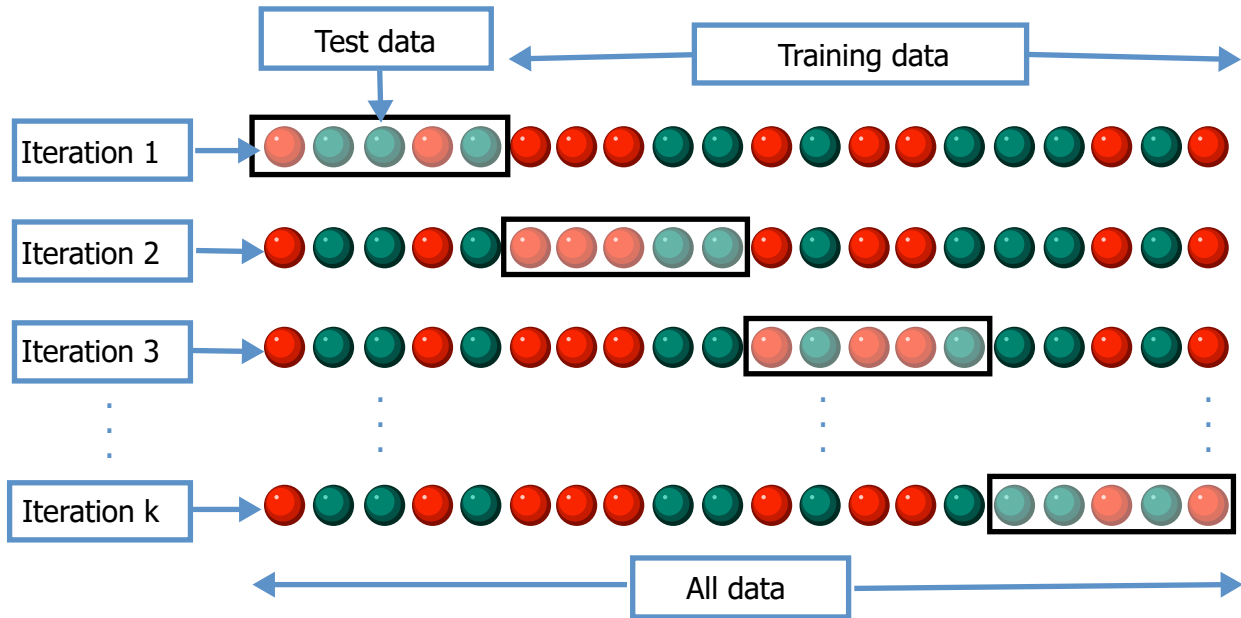 Test data
Training data
Iteration 1
Iteration 2
Iteration 3
Iteration k
All data